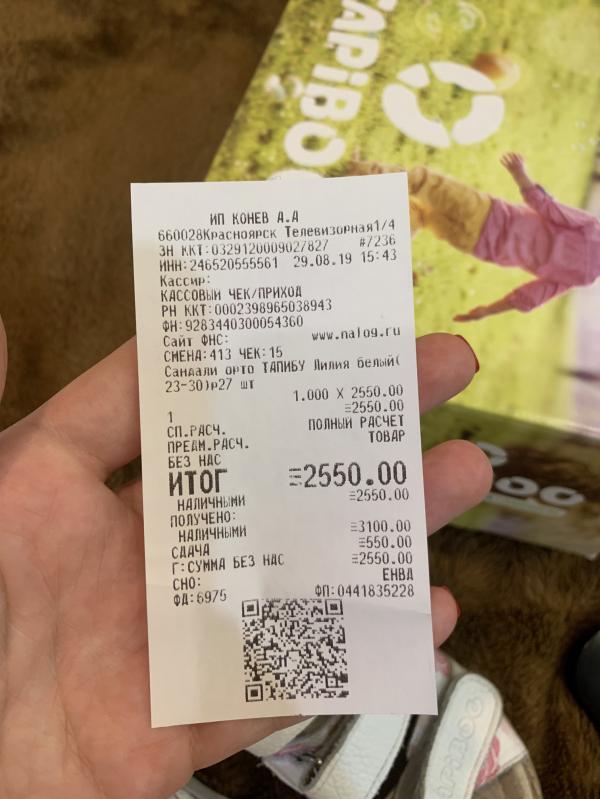 TAPiBOO
ИП КОНЕВ А.А
660028Красноярск Телевизорная1/4
ЗН ККТ:0329120009027827 #7236
ИНН:246520555561 29.08.19 15:43
Кассир:
КАССОВЫЙ ЧЕК/ПРИХОД
РН ККТ:0002398965038943
ФН:9283440300054360
Сайт ФНС: www.nalog.ru
СМЕНА:413 ЧЕК:15
Сандали орто ТАПИБУ Лилия белый(
23-30)р27 шт
1.000 X 2550.00
1 =2550.00
СП.РАСЧ. ПОЛНЫЙ РАСЧЕТ
ПРЕДМ.РАСЧ. ТОВАР
БЕЗ НДС
ИТОГ =2550.00
НАЛИЧНЫМИ =2550.00
ПОЛУЧЕНО:
НАЛИЧНЫМИ =3100.00
СДАЧА =550.00
Г:СУММА БЕЗ НДС =2550.00
СНО: ЕНВД
ФД:6975 ФП:0441835228
TAPIBOO